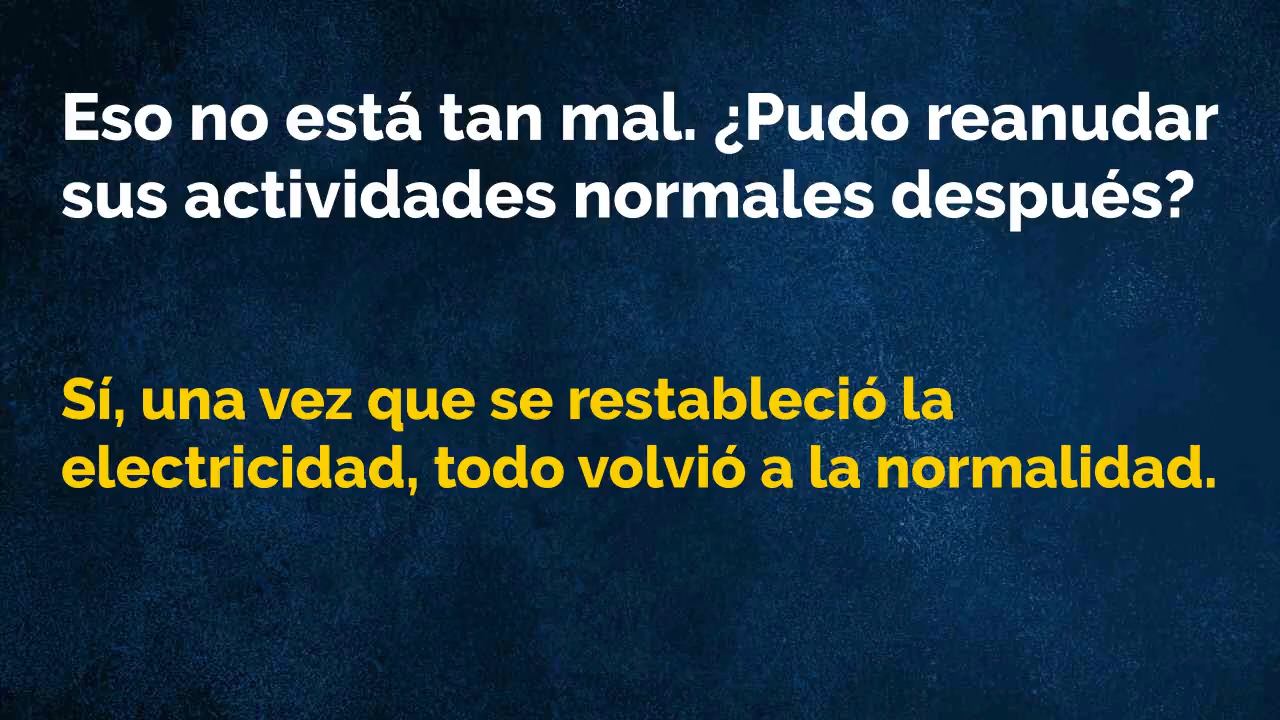 Eso no está tan mal. ¿Pudo reanudar
sus actividades normales después?
Sí, una vez que se restableció la
electricidad, todo volvió a la normalidad.